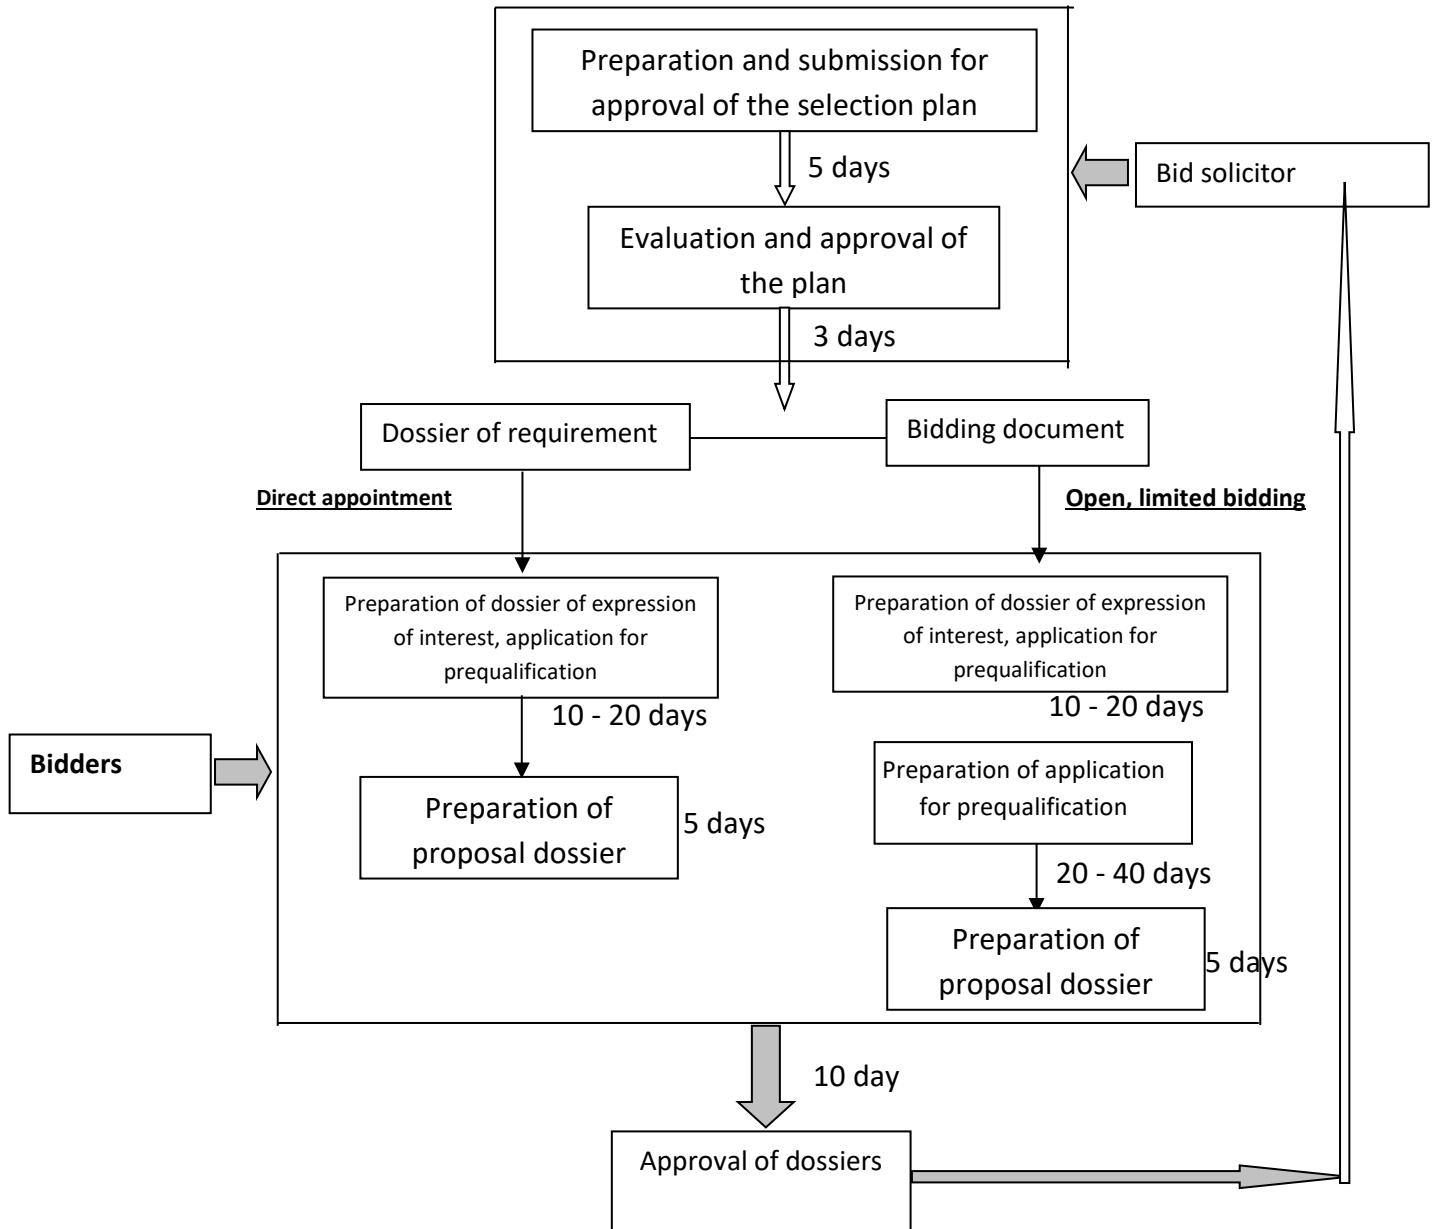 Preparation and submission for
approval of the selection plan
5 days
Bid solicitor
Evaluation and approval of
the plan
3 days
Dossier of requirement
Bidding document
Direct appointment
Open, limited bidding
Preparation of dossier of expression
of interest, application for
prequalification
10 - 20 days
Preparation of dossier of expression
of interest, application for
prequalification
10 - 20 days
Bidders
Preparation of
proposal dossier
5 days
Preparation of application
for prequalification
20 - 40 days
Preparation of
proposal dossier
5 days
10 day
Approval of dossiers